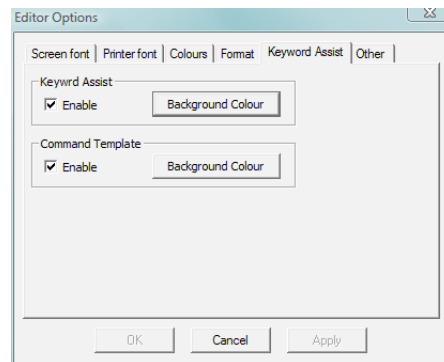 Editor Options
Screen font Printer font Colours Format Keyword Assist Other
Keywrd Assist
Enable Background Colour
Command Template
Enable Background Colour
OK Cancel Apply